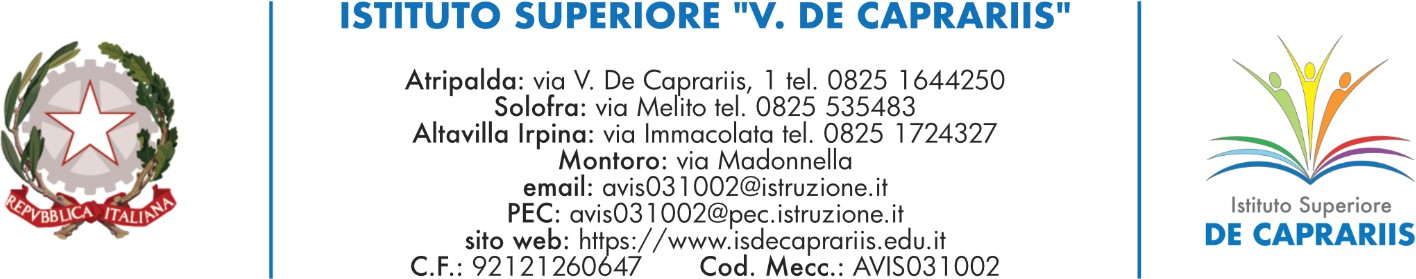 ISTITUTO SUPERIORE "V. DE CAPRARIIS"
Atripalda: via V. De Caprariis, 1 tel. 0825 1644250
Solofra: via Melito tel. 0825 535483
Altavilla Irpina: via Immacolata tel. 0825 1724327
Montoro: via Madonnella
email: avis031002@istruzione.it
PEC: avis031002@pec.istruzione.it
sito web: https://www.isdecaprariis.edu.it
C.F.: 92121260647 Cod. Mecc.: AVIS031002
REPVBBLICA ITALIANA
Istituto Superiore
DE CAPRARIIS